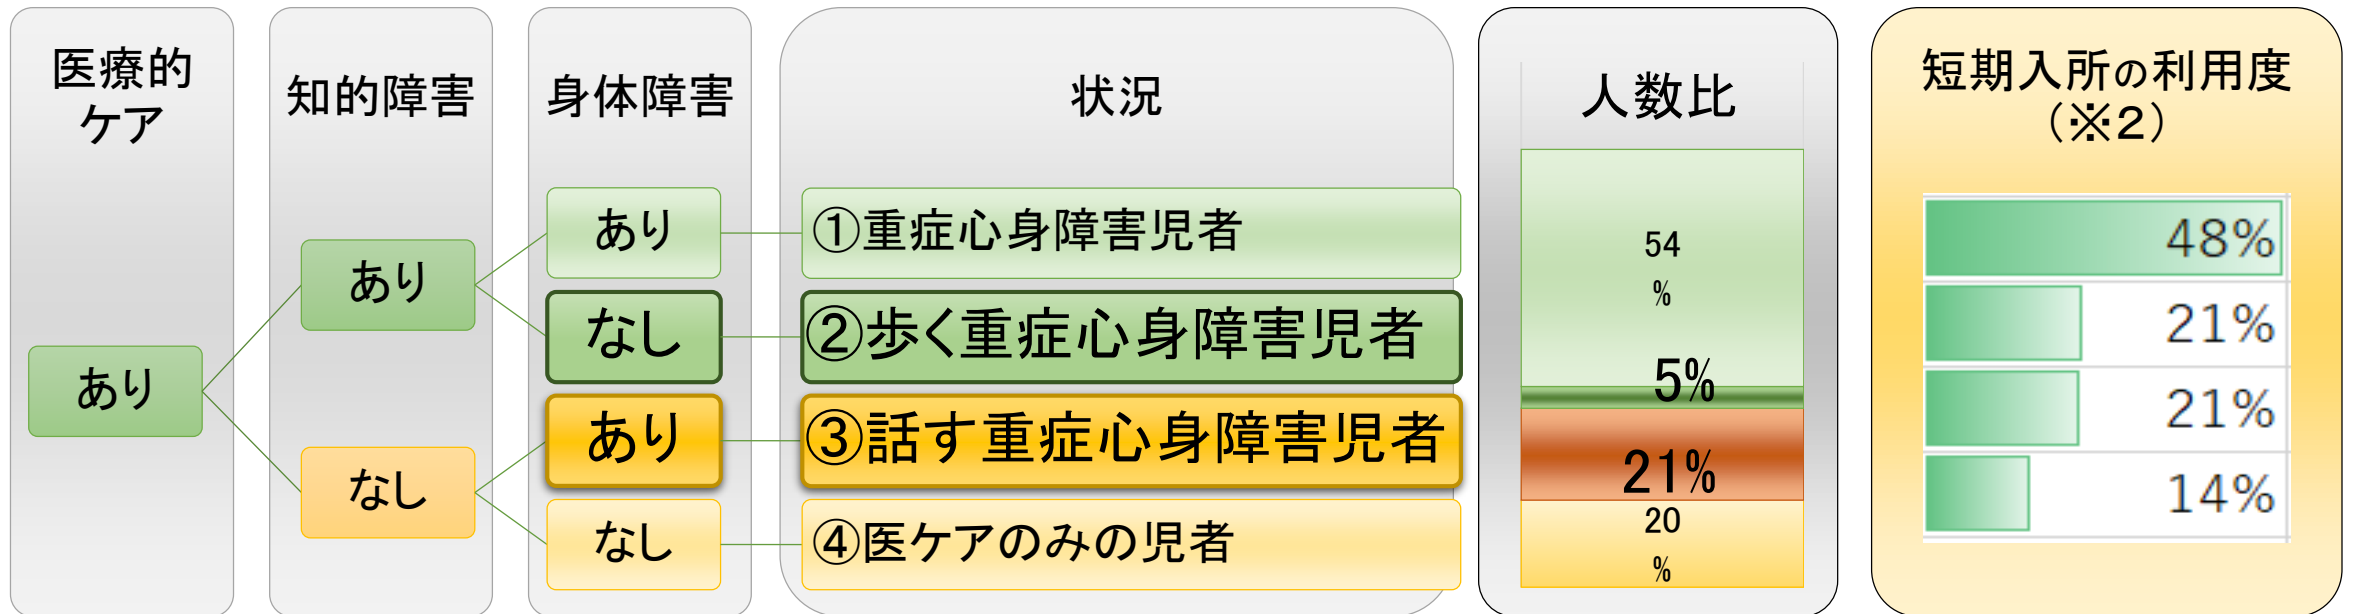 医療的
ケア
知的障害
身体障害
状況
人数比
短期入所の利用度
（※２）
あり
あり
なし
あり
なし
あり
なし
①重症心身障害児者
②歩く重症心身障害児者
③話す重症心身障害児者
④医ケアのみの児者
54
%
5%
21%
20
%
48%
21%
21%
14%